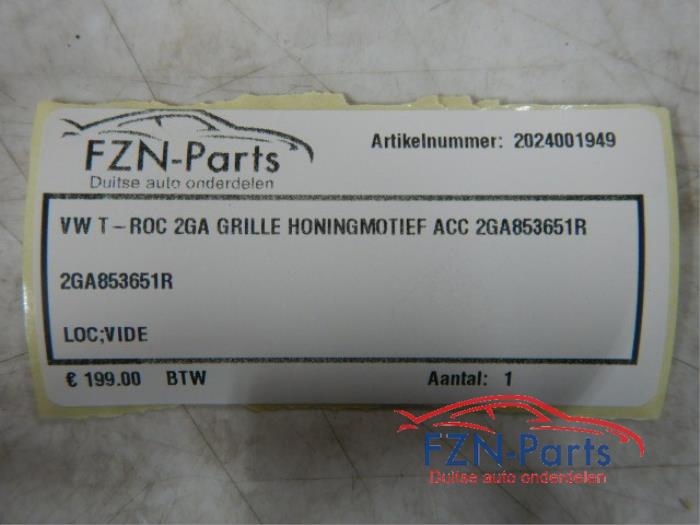 FZN-Parts
Duitse auto onderdelen
Artikelnummer: 2024001949
VW T-ROC 2GA GRILLE HONINGMOTIEF ACC 2GA853651R
2GA853651R
LOC;VIDE
€ 199.00 BTW Aantal: 1
FZN-Parts
Duitse auto onderdelen